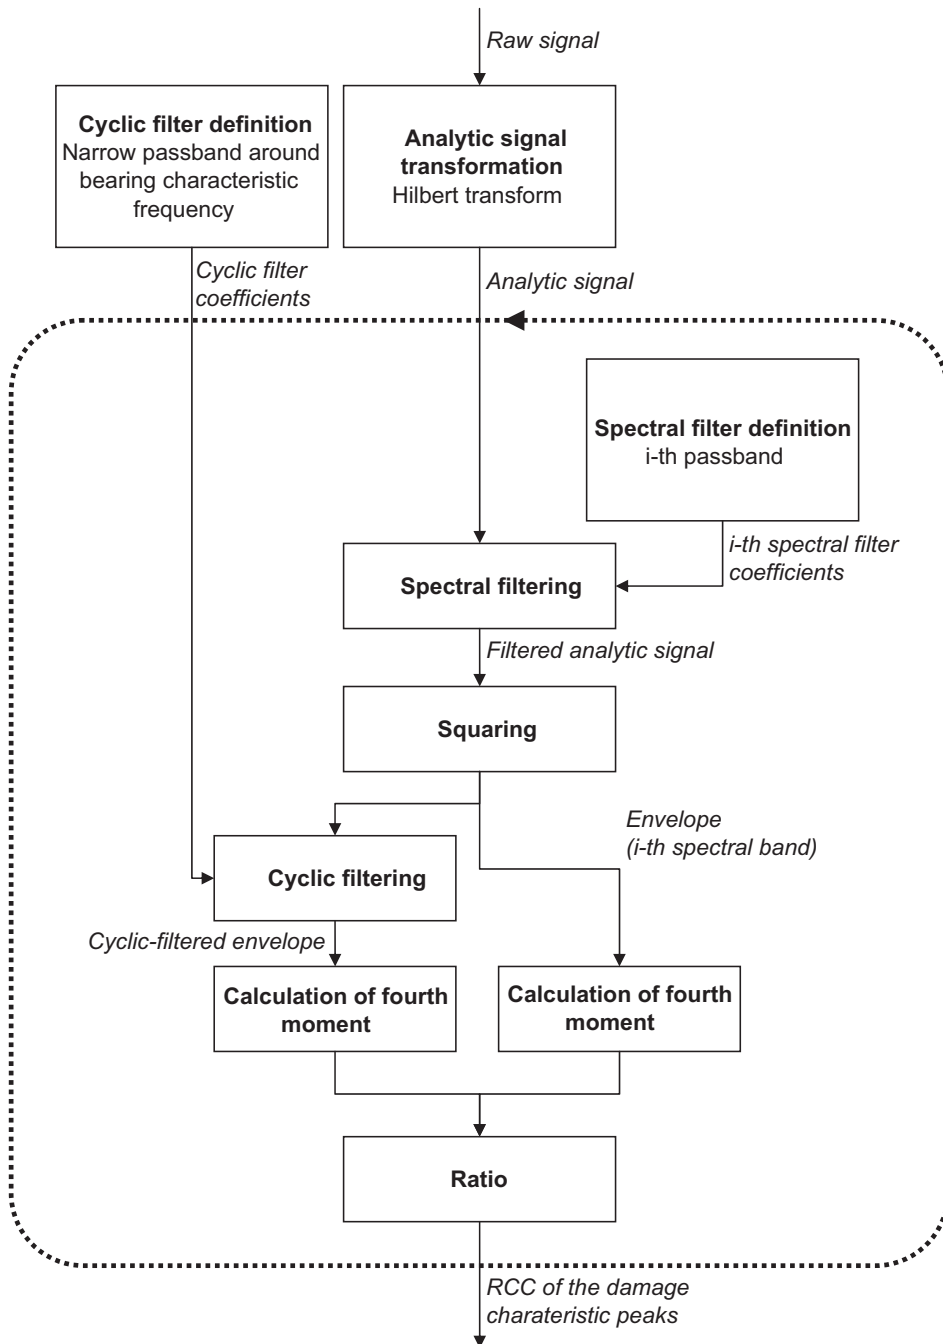 Raw signal
Cyclic filter definition
Narrow passband around
bearing characteristic
frequency
Analytic signal
transformation
Hilbert transform
Cyclic filter
coefficients
Analytic signal
Spectral filter definition
i-th passband
i-th spectral filter
coefficients
Spectral filtering
Filtered analytic signal
Squaring
Envelope
(i-th spectral band)
Cyclic filtering
Cyclic-filtered envelope
Calculation of fourth
moment
Calculation of fourth
moment
Ratio
RCC of the damage
charateristic peaks